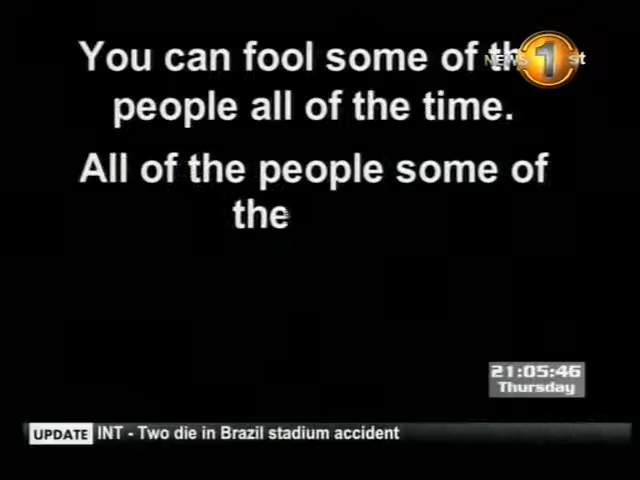 You can fool some of the
people all of the time.
All of the people some of
the
NEWS 1st
21:05:46
Thursday
UPDATE INT - Two die in Brazil stadium accident